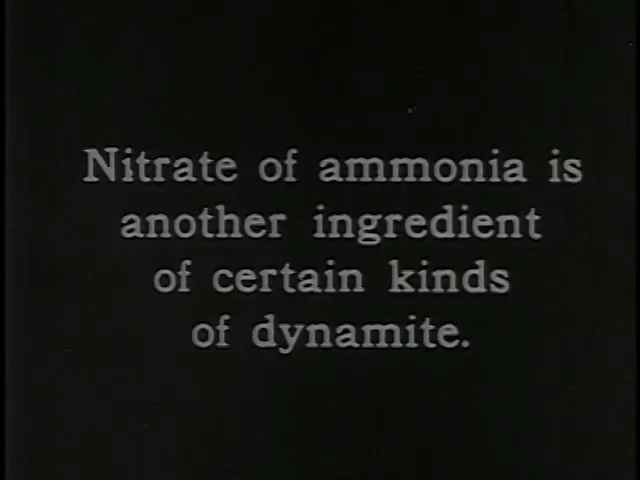 Nitrate of ammonia is
another ingredient
of certain kinds
of dynamite.